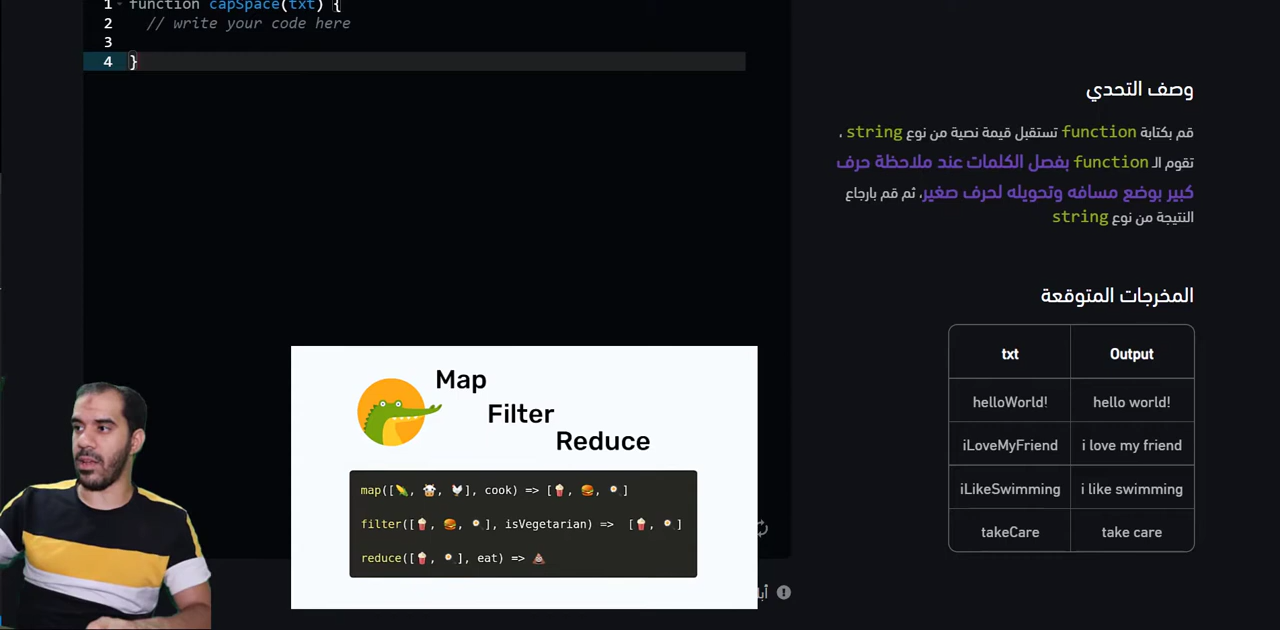 1 function capSpace(txt) {
2 // write your code here
3
4 }
وصف التحدي
قم بكتابة function تستقبل قيمة نصية من نوع string ،
تقوم الـ function بفصل الكلمات عند ملاحظة حرف
كبير بوضع مسافه وتحويله لحرف صغير، ثم قم بارجاع
النتيجة من نوع string
المخرجات المتوقعة
txt Output
helloWorld! hello world!
iLoveMyFriend i love my friend
iLikeSwimming i like swimming
takeCare take care
Map
Filter
Reduce
map([🌽, 🐮, 🐔], cook) => [🍿, 🍔, 🍳]
filter([🍿, 🍔, 🍳], isVegetarian) => [🍿, 🍳]
reduce([🍿, 🍳], eat) => 💩